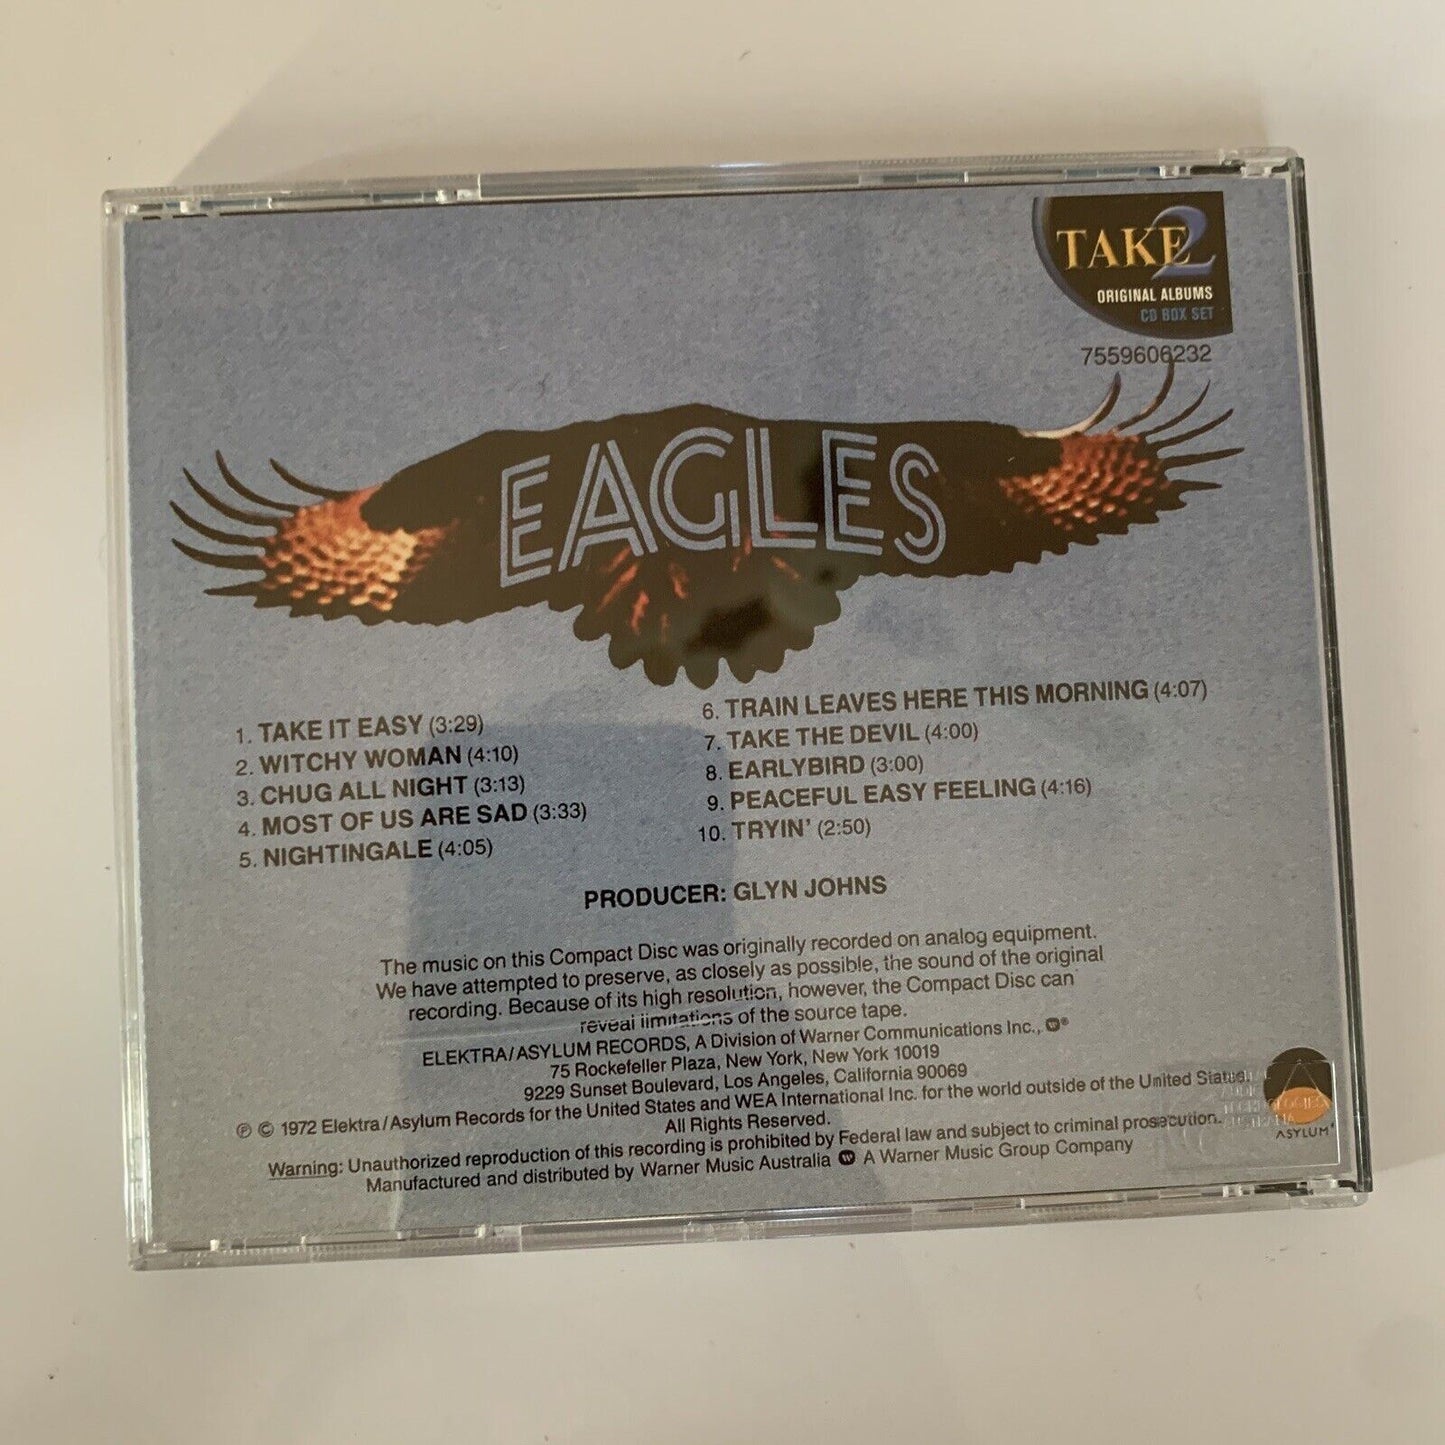 TAKE 2
ORIGINAL ALBUMS
CD BOX SET
7559606232
EAGLES
1. TAKE IT EASY (3:29)
2. WITCHY WOMAN (4:10)
3. CHUG ALL NIGHT (3:13)
4. MOST OF US ARE SAD (3:33)
5. NIGHTINGALE (4:05)
6. TRAIN LEAVES HERE THIS MORNING (4:07)
7. TAKE THE DEVIL (4:00)
8. EARLYBIRD (3:00)
9. PEACEFUL EASY FEELING (4:16)
10. TRYIN' (2:50)
PRODUCER: GLYN JOHNS
The music on this Compact Disc was originally recorded on analog equipment.
We have attempted to preserve, as closely as possible, the sound of the original
recording. Because of its high resolution, however, the Compact Disc can
reveal limitations of the source tape.
ELEKTRA/ASYLUM RECORDS, A Division of Warner Communications Inc., ®
75 Rockefeller Plaza, New York, New York 10019
9229 Sunset Boulevard, Los Angeles, California 90069
℗ © 1972 Elektra/Asylum Records for the United States and WEA International Inc. for the world outside of the United States.
All Rights Reserved.
Warning: Unauthorized reproduction of this recording is prohibited by Federal law and subject to criminal prosecution.
Manufactured and distributed by Warner Music Australia A Warner Music Group Company
ASYLUM